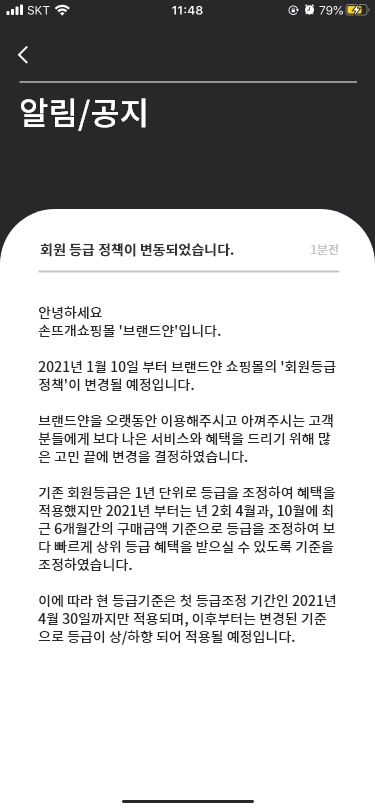 SKT
11:48
79%
알림/공지
회원 등급 정책이 변동되었습니다.
1분전
안녕하세요
손뜨개쇼핑몰 '브랜드얀'입니다.
2021년 1월 10일 부터 브랜드얀 쇼핑몰의 '회원등급
정책'이 변경될 예정입니다.
브랜드얀을 오랫동안 이용해주시고 아껴주시는 고객
분들에게 보다 나은 서비스와 혜택을 드리기 위해 많
은 고민 끝에 변경을 결정하였습니다.
기존 회원등급은 1년 단위로 등급을 조정하여 혜택을
적용했지만 2021년 부터는 년 2회 4월과, 10월에 최
근 6개월간의 구매금액 기준으로 등급을 조정하여 보
다 빠르게 상위 등급 혜택을 받으실 수 있도록 기준을
조정하였습니다.
이에 따라 현 등급기준은 첫 등급조정 기간인 2021년
4월 30일까지만 적용되며, 이후부터는 변경된 기준
으로 등급이 상/하향 되어 적용될 예정입니다.